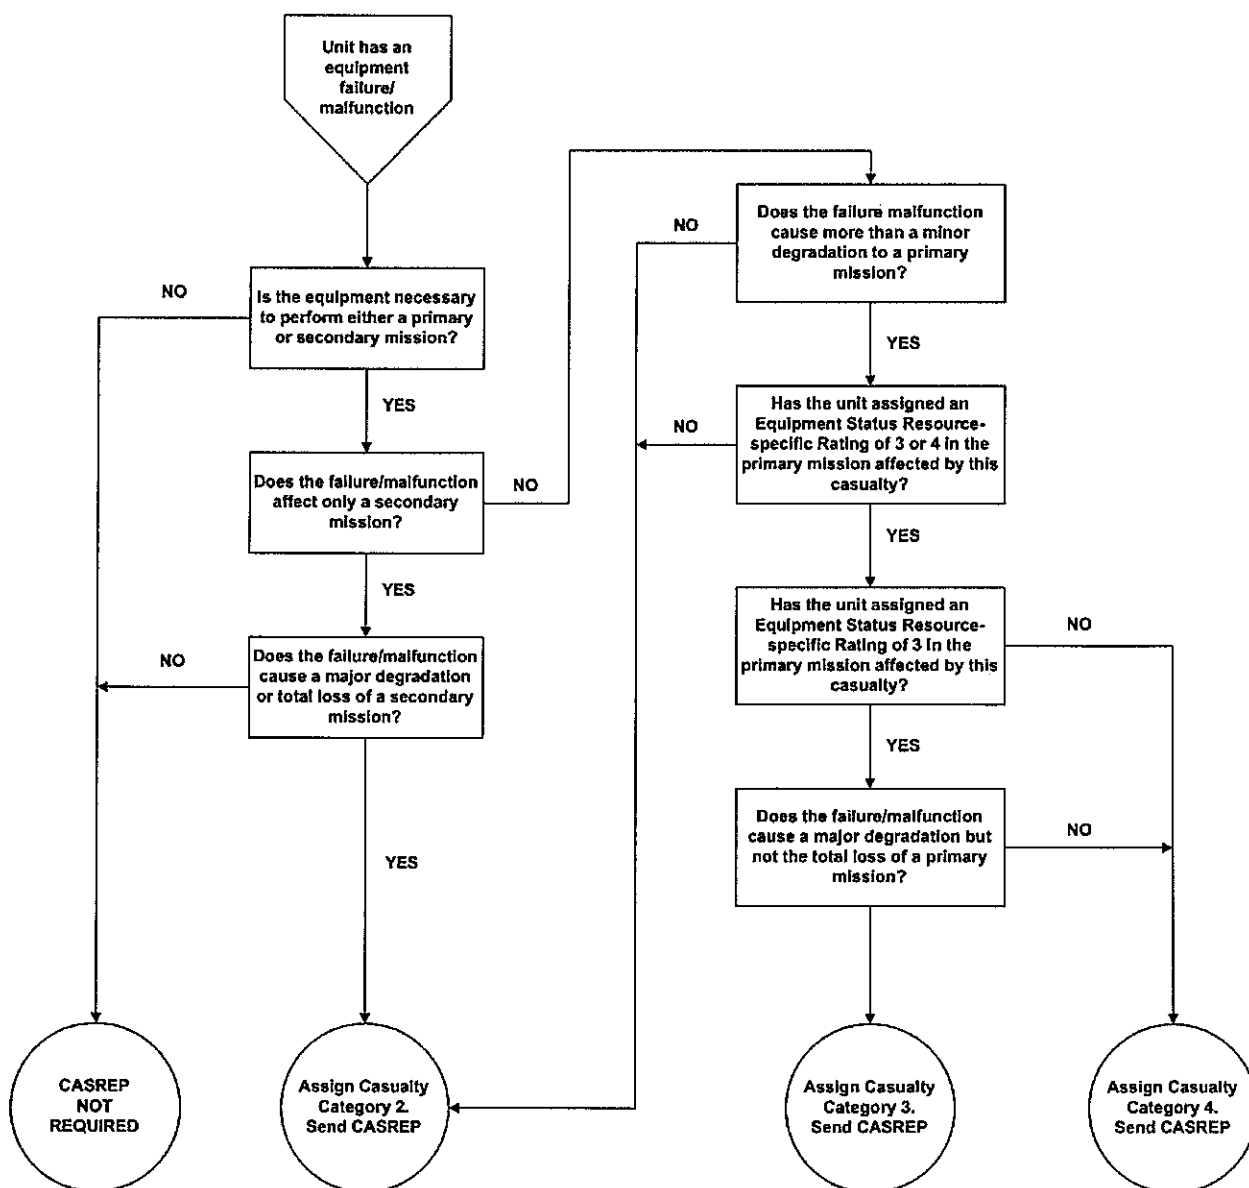 Unit has an
equipment
failure/
malfunction
NO
Is the equipment necessary
to perform either a primary
or secondary mission?
YES
Does the failure/malfunction
affect only a secondary
mission?
NO
YES
NO
Does the failure/malfunction
cause a major degradation
or total loss of a secondary
mission?
YES
NO
Does the failure malfunction
cause more than a minor
degradation to a primary
mission?
YES
NO
Has the unit assigned an
Equipment Status Resource-
specific Rating of 3 or 4 in the
primary mission affected by this
casualty?
YES
Has the unit assigned an
Equipment Status Resource-
specific Rating of 3 in the
primary mission affected by this
casualty?
NO
YES
Does the failure/malfunction
cause a major degradation but
not the total loss of a primary
mission?
NO
CASREP
NOT
REQUIRED
Assign Casualty
Category 2.
Send CASREP
Assign Casualty
Category 3.
Send CASREP
Assign Casualty
Category 4.
Send CASREP